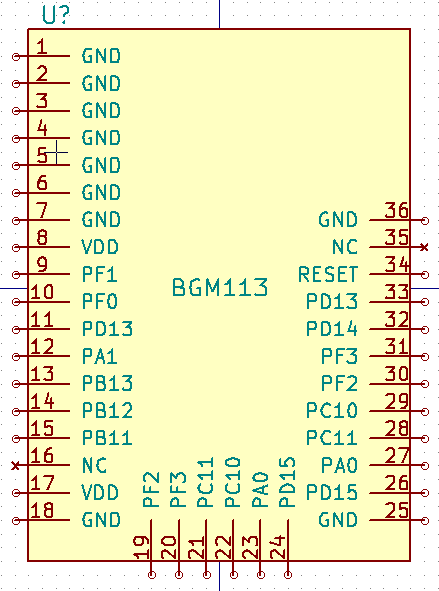 U?
1 GND
2 GND
3 GND
4 GND
5 GND
6 GND
7 GND
8 VDD
9 PF1
10 PF0
11 PD13
12 PA1
13 PB13
14 PB12
15 PB11
16 NC
17 VDD
18 GND
BGM113
GND 36
NC 35
RESET 34
PD13 33
PD14 32
PF3 31
PF2 30
PC10 29
PC11 28
PA0 27
PD15 26
GND 25
19 PF2
20 PF3
21 PC11
22 PC10
23 PA0
24 PD15